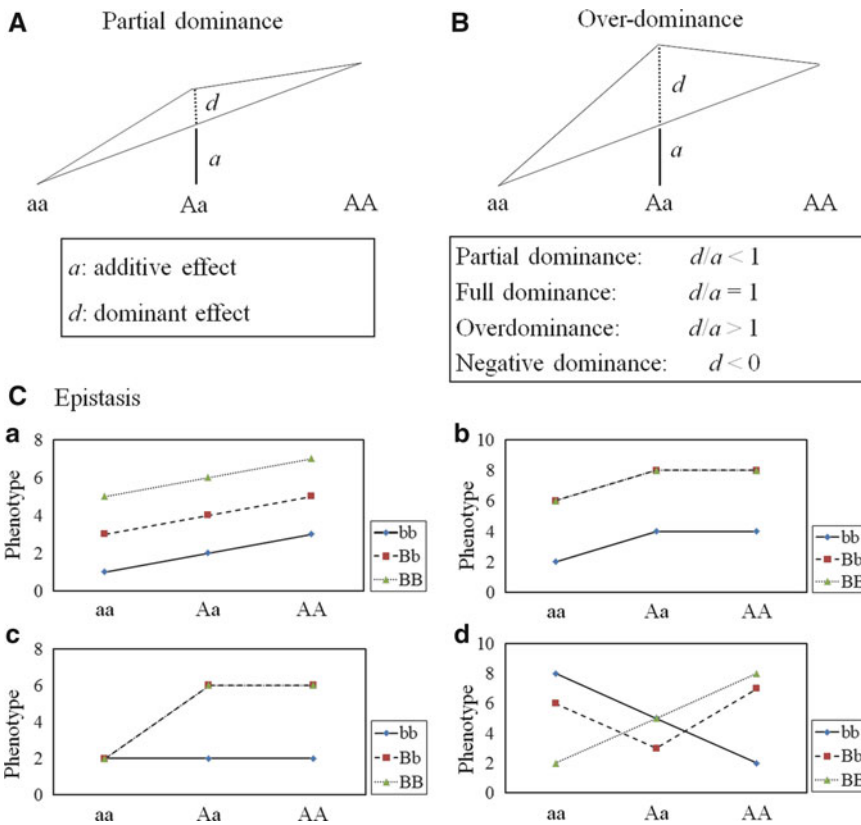 A Partial dominance
d
a
aa Aa AA
a: additive effect
d: dominant effect
B Over-dominance
d
a
aa Aa AA
Partial dominance: d/a < 1
Full dominance: d/a = 1
Overdominance: d/a > 1
Negative dominance: d < 0
C Epistasis
a
Phenotype
8
6
4
2
0
aa Aa AA
bb
Bb
BB
b
Phenotype
10
8
6
4
2
0
aa Aa AA
bb
Bb
BB
c
Phenotype
8
6
4
2
0
aa Aa AA
bb
Bb
BB
d
Phenotype
10
8
6
4
2
0
aa Aa AA
bb
Bb
BB